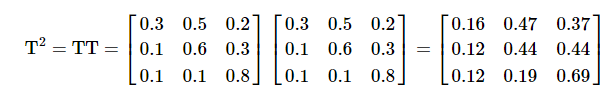 T² = TT = [0.3 0.5 0.2] [0.3 0.5 0.2] = [0.16 0.47 0.37]
[0.1 0.6 0.3] [0.1 0.6 0.3] [0.12 0.44 0.44]
[0.1 0.1 0.8] [0.1 0.1 0.8] [0.12 0.19 0.69]